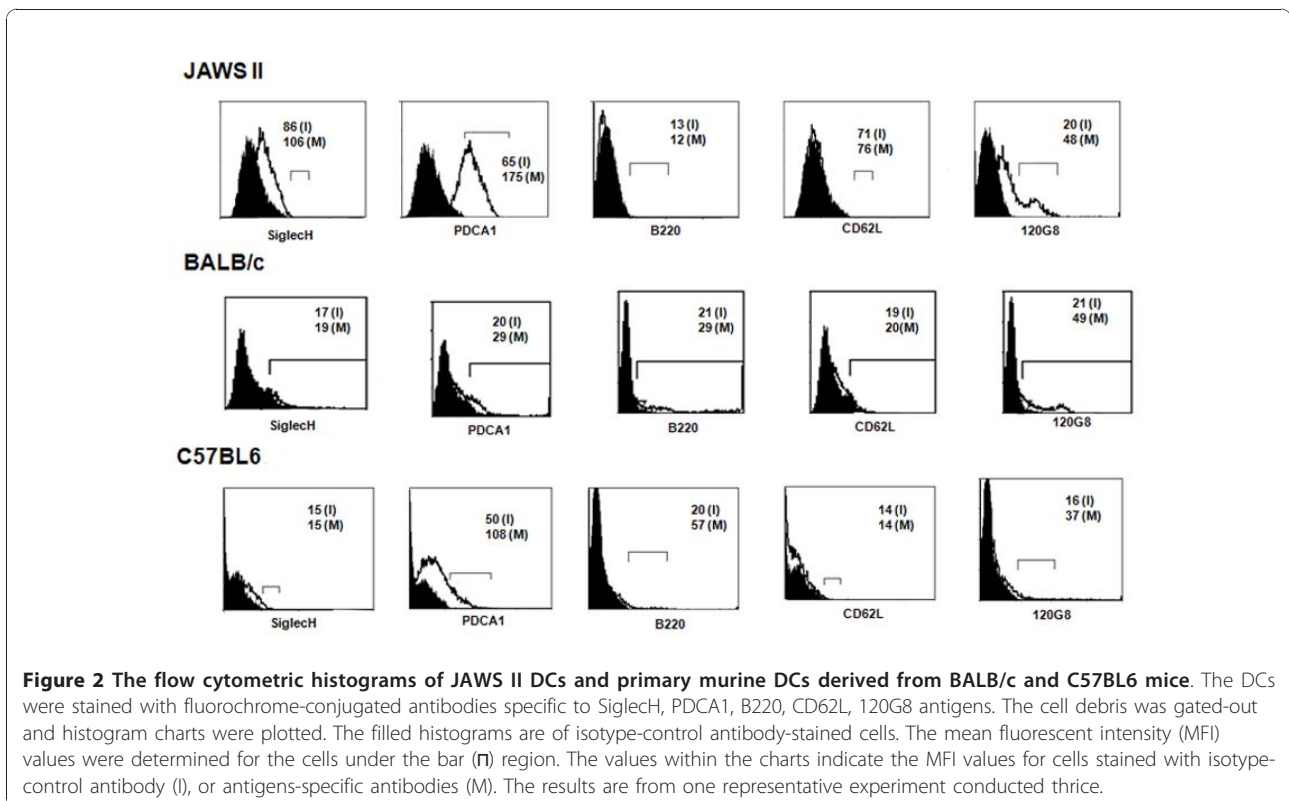 JAWS II
86 (I)
106 (M)
SiglecH
65 (I)
175 (M)
PDCA1
13 (I)
12 (M)
B220
71 (I)
76 (M)
CD62L
20 (I)
48 (M)
120G8
BALB/c
17 (I)
19 (M)
SiglecH
20 (I)
29 (M)
PDCA1
21 (I)
29 (M)
B220
19 (I)
20(M)
CD62L
21 (I)
49 (M)
120G8
C57BL6
15 (I)
15 (M)
SiglecH
50 (I)
108 (M)
PDCA1
20 (I)
57 (M)
B220
14 (I)
14 (M)
CD62L
16 (I)
37 (M)
120G8
Figure 2 The flow cytometric histograms of JAWS II DCs and primary murine DCs derived from BALB/c and C57BL6 mice. The DCs
were stained with fluorochrome-conjugated antibodies specific to SiglecH, PDCA1, B220, CD62L, 120G8 antigens. The cell debris was gated-out
and histogram charts were plotted. The filled histograms are of isotype-control antibody-stained cells. The mean fluorescent intensity (MFI)
values were determined for the cells under the bar (Π) region. The values within the charts indicate the MFI values for cells stained with isotype-
control antibody (I), or antigens-specific antibodies (M). The results are from one representative experiment conducted thrice.